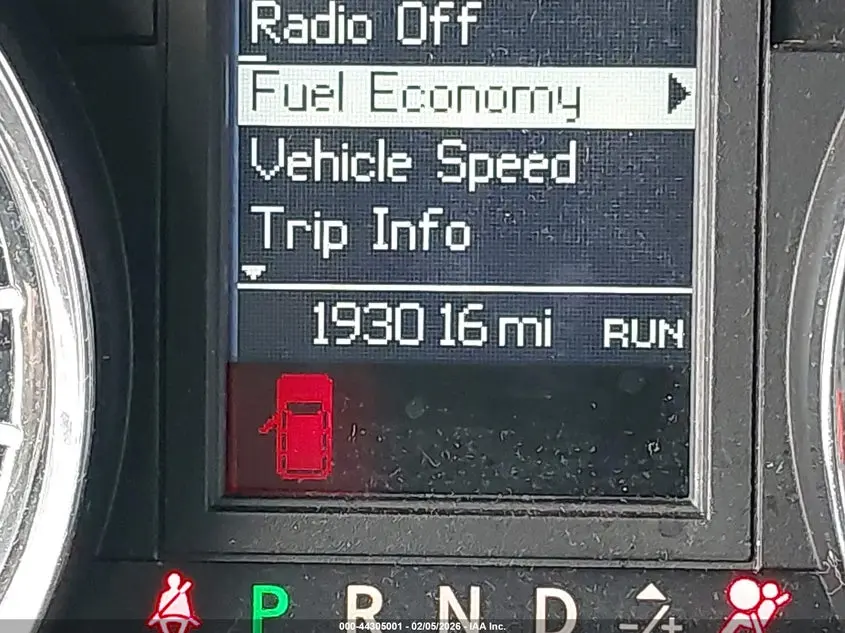 Radio Off
Fuel Economy
Vehicle Speed
Trip Info
193016 mi RUN
P R N D -/+
000-44305001 - 02/05/2026 - IAA Inc.